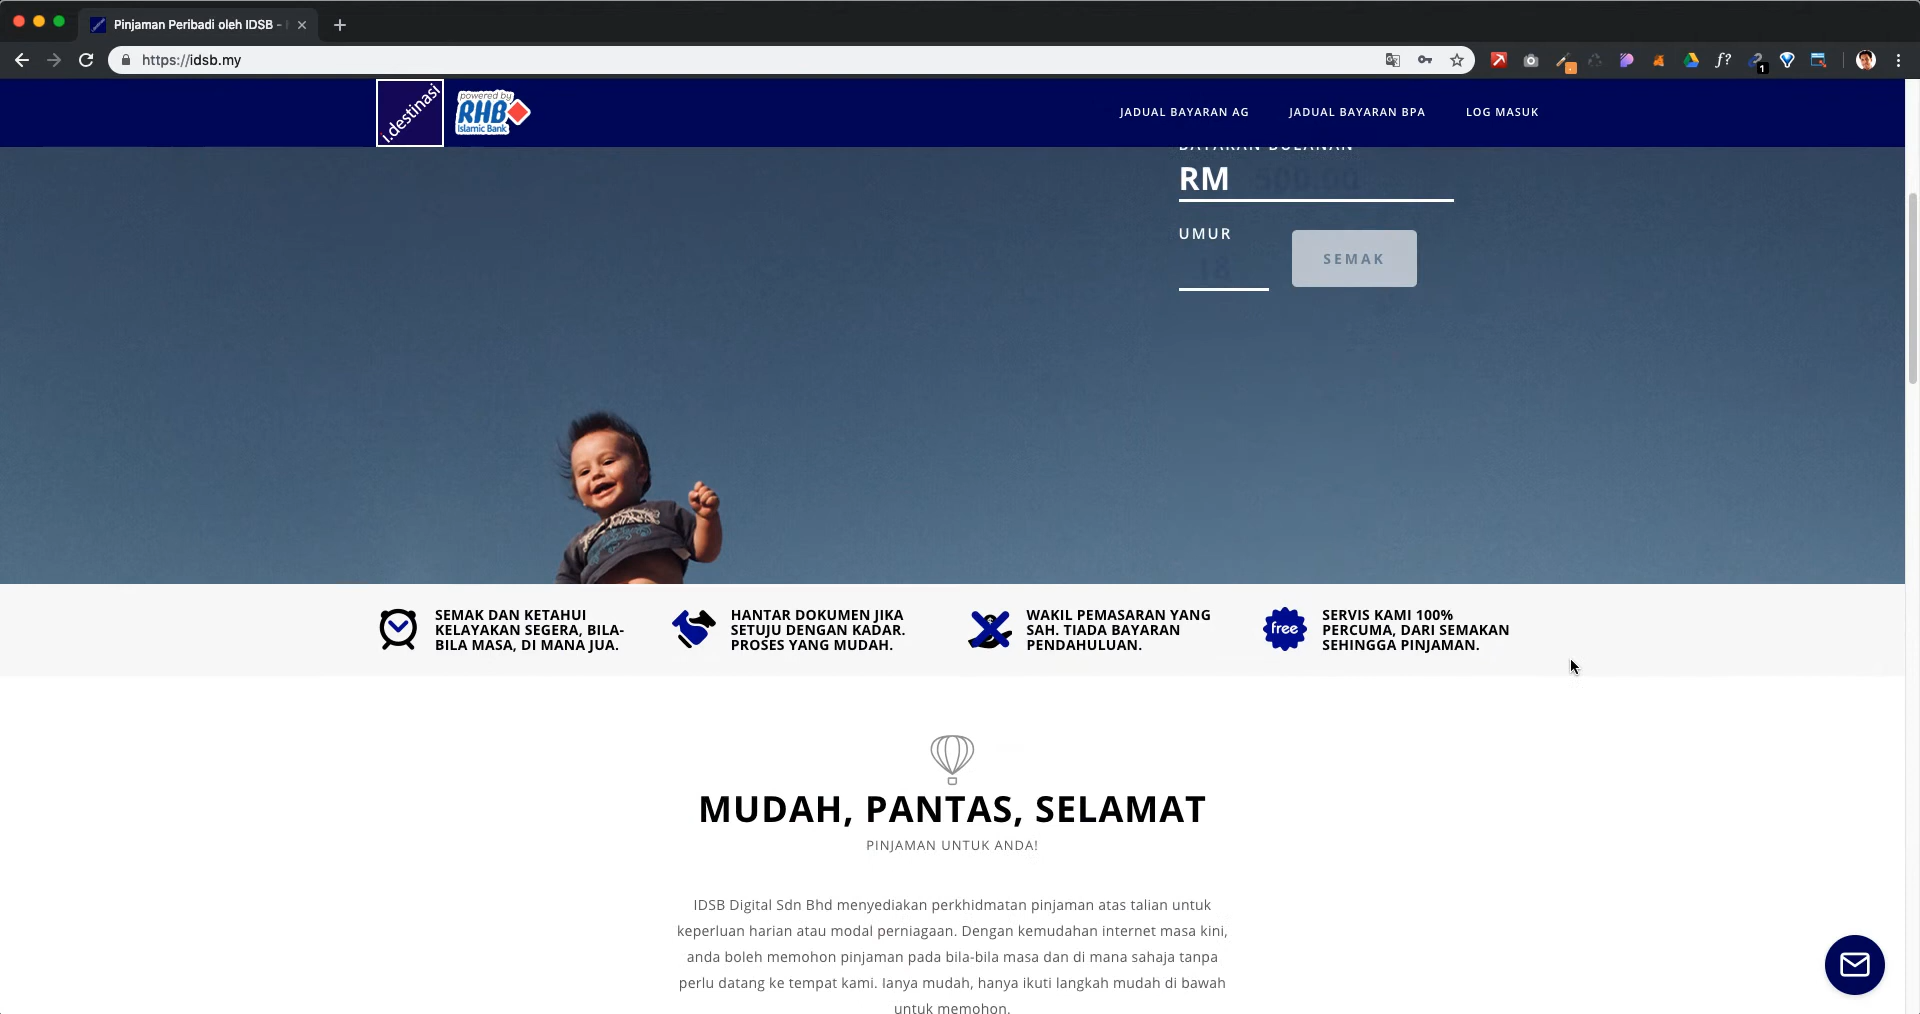 Pinjaman Peribadi oleh IDSB -
https://idsb.my
f?
1
i.destinasi
powered by
RHB
Islamic Bank
JADUAL BAYARAN AG
JADUAL BAYARAN BPA
LOG MASUK
BAYARAN BULANAN
RM 500.00
UMUR
18
SEMAK
SEMAK DAN KETAHUI
KELAYAKAN SEGERA, BILA-
BILA MASA, DI MANA JUA.
HANTAR DOKUMEN JIKA
SETUJU DENGAN KADAR.
PROSES YANG MUDAH.
WAKIL PEMASARAN YANG
SAH. TIADA BAYARAN
PENDAHULUAN.
free
SERVIS KAMI 100%
PERCUMA, DARI SEMAKAN
SEHINGGA PINJAMAN.
MUDAH, PANTAS, SELAMAT
PINJAMAN UNTUK ANDA!
IDSB Digital Sdn Bhd menyediakan perkhidmatan pinjaman atas talian untuk
keperluan harian atau modal perniagaan. Dengan kemudahan internet masa kini,
anda boleh memohon pinjaman pada bila-bila masa dan di mana sahaja tanpa
perlu datang ke tempat kami. Ianya mudah, hanya ikuti langkah mudah di bawah
untuk memohon.